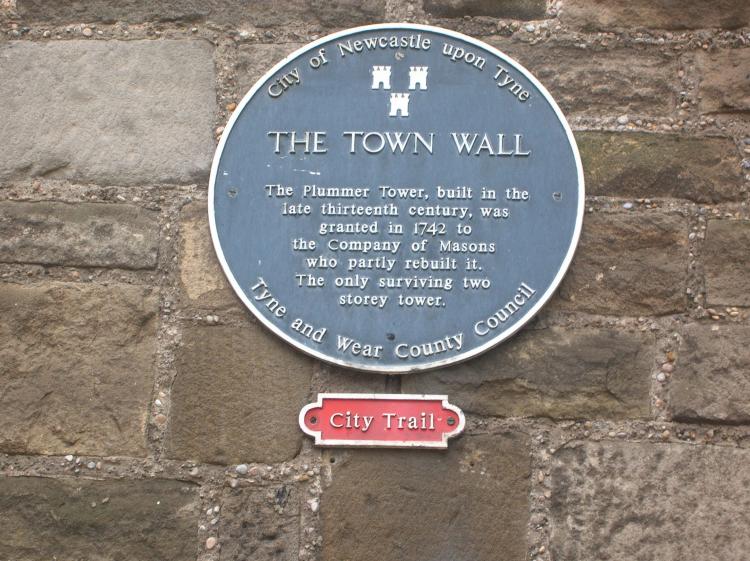 City of Newcastle upon Tyne
THE TOWN WALL
The Plummer Tower, built in the
late thirteenth century, was
granted in 1742 to
the Company of Masons
who partly rebuilt it.
The only surviving two
storey tower.
Tyne and Wear County Council
City Trail